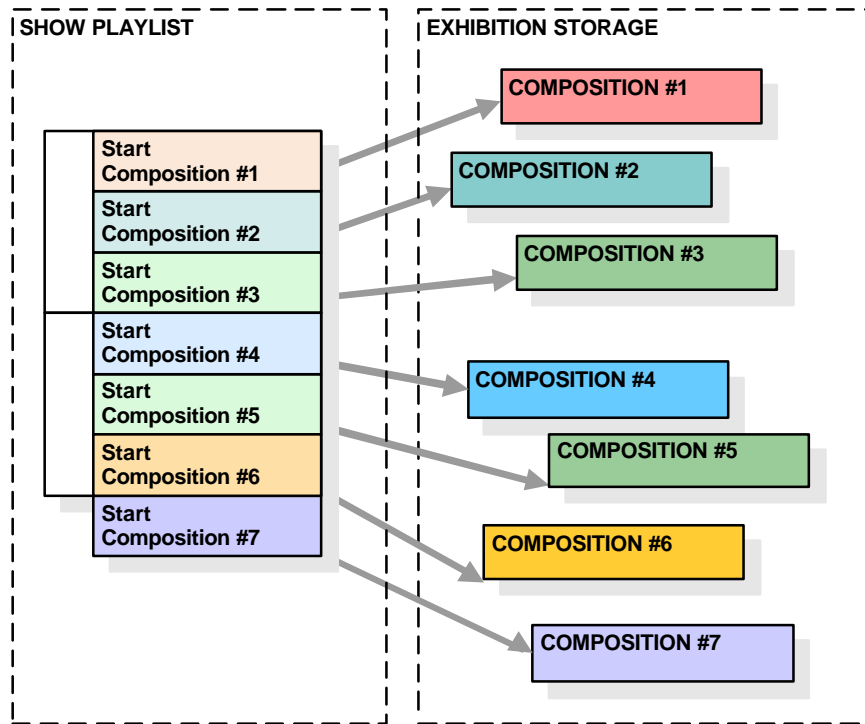 SHOW PLAYLIST
Start
Composition #1
Start
Composition #2
Start
Composition #3
Start
Composition #4
Start
Composition #5
Start
Composition #6
Start
Composition #7
EXHIBITION STORAGE
COMPOSITION #1
COMPOSITION #2
COMPOSITION #3
COMPOSITION #4
COMPOSITION #5
COMPOSITION #6
COMPOSITION #7